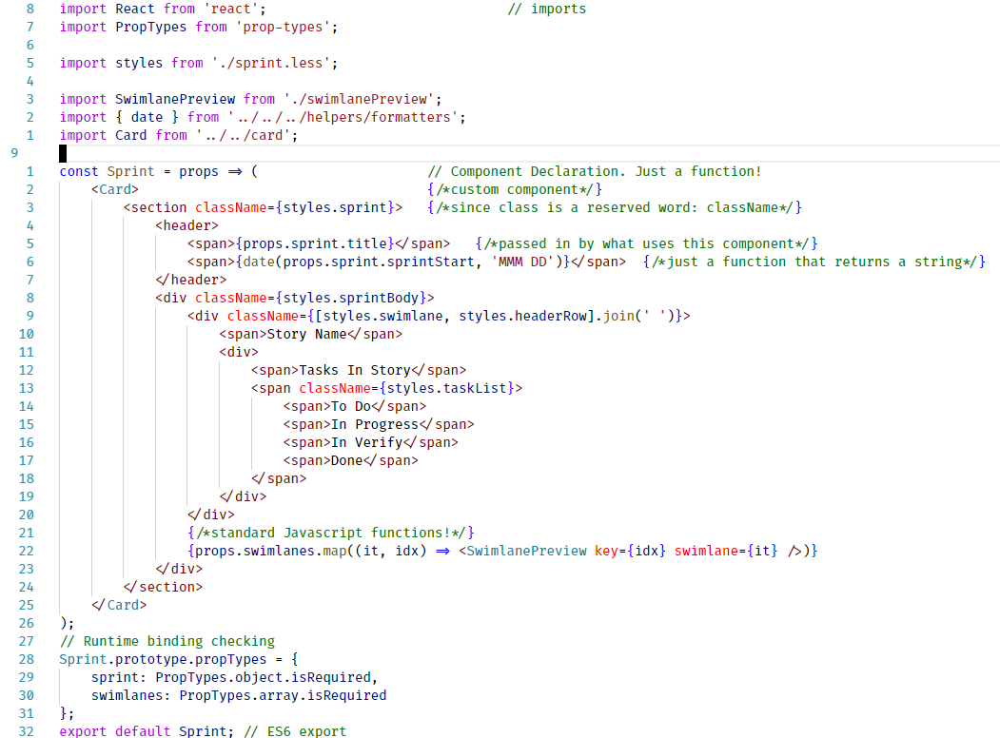 8 import React from 'react'; // imports
7 import PropTypes from 'prop-types';
6
5 import styles from './sprint.less';
4
3 import SwimlanePreview from './swimlanePreview';
2 import { date } from '../../../helpers/formatters';
1 import Card from '../../card';
9
1 const Sprint = props => ( // Component Declaration. Just a function!
2 <Card> {/*custom component*/}
3 <section className={styles.sprint}> {/*since class is a reserved word: className*/}
4 <header>
5 <span>{props.sprint.title}</span> {/*passed in by what uses this component*/}
6 <span>{date(props.sprint.sprintStart, 'MMM DD')}</span> {/*just a function that returns a string*/}
7 </header>
8 <div className={styles.sprintBody}>
9 <div className={[styles.swimlane, styles.headerRow].join(' ')}>
10 <span>Story Name</span>
11 <div>
12 <span>Tasks In Story</span>
13 <span className={styles.taskList}>
14 <span>To Do</span>
15 <span>In Progress</span>
16 <span>In Verify</span>
17 <span>Done</span>
18 </span>
19 </div>
20 </div>
21 {/*standard Javascript functions!*/}
22 {props.swimlanes.map((it, idx) => <SwimlanePreview key={idx} swimlane={it} />)}
23 </div>
24 </section>
25 </Card>
26 );
27 // Runtime binding checking
28 Sprint.prototype.propTypes = {
29 sprint: PropTypes.object.isRequired,
30 swimlanes: PropTypes.array.isRequired
31 };
32 export default Sprint; // ES6 export